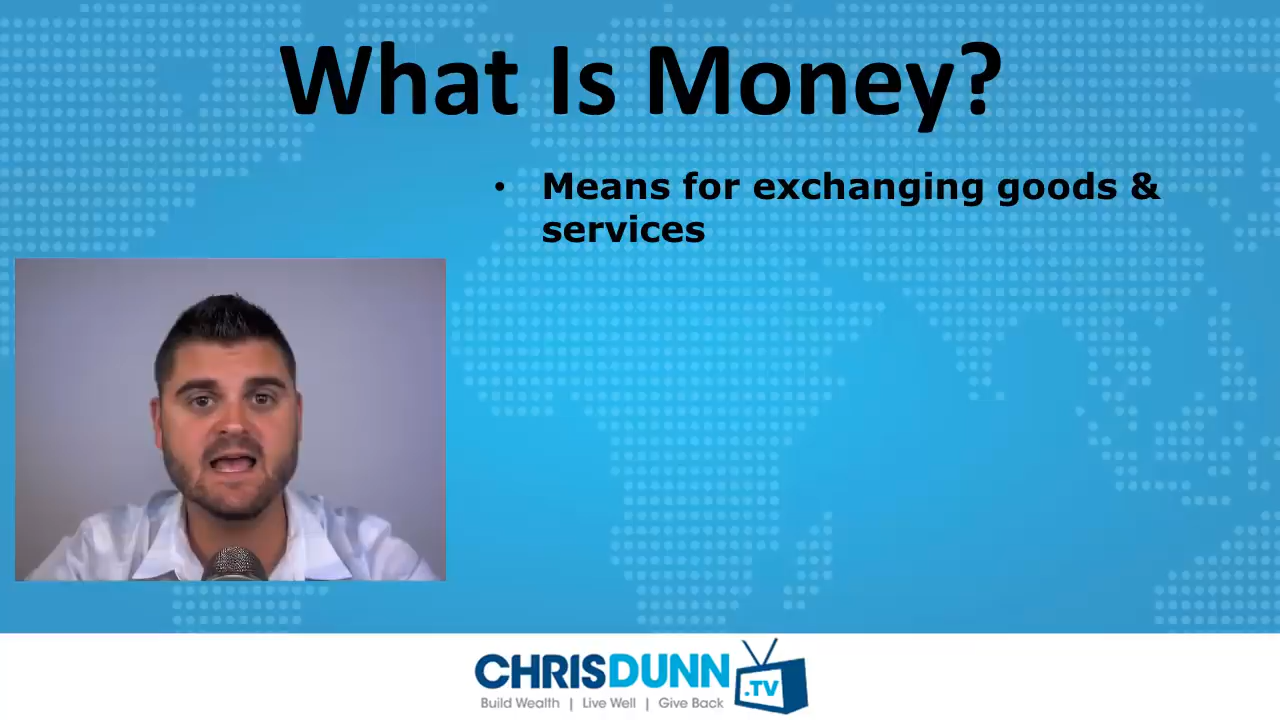 What Is Money?
• Means for exchanging goods &
services
CHRISDUNN.TV
Build Wealth | Live Well | Give Back